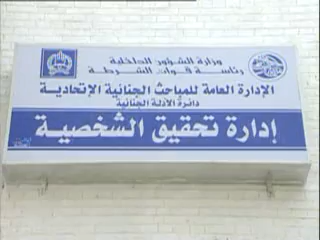 وزارة الشؤون الداخلية
رئاسة قوات الشرطة
الإدارة العامة للمباحث الجنائية الإتحادية
دائرة الأدلة الجنائية
إدارة تحقيق الشخصية